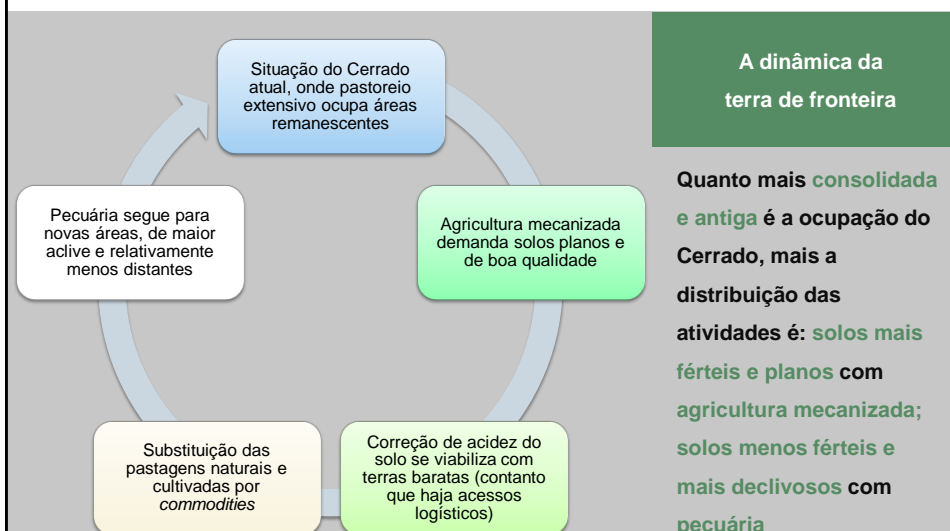 Situação do Cerrado
atual, onde pastoreio
extensivo ocupa áreas
remanescentes
Agricultura mecanizada
demanda solos planos e
de boa qualidade
Correção de acidez do
solo se viabiliza com
terras baratas (contanto
que haja acessos
logísticos)
Substituição das
pastagens naturais e
cultivadas por
commodities
Pecuária segue para
novas áreas, de maior
aclive e relativamente
menos distantes
A dinâmica da
terra de fronteira
Quanto mais consolidada
e antiga é a ocupação do
Cerrado, mais a
distribuição das
atividades é: solos mais
férteis e planos com
agricultura mecanizada;
solos menos férteis e
mais declivosos com
pecuária